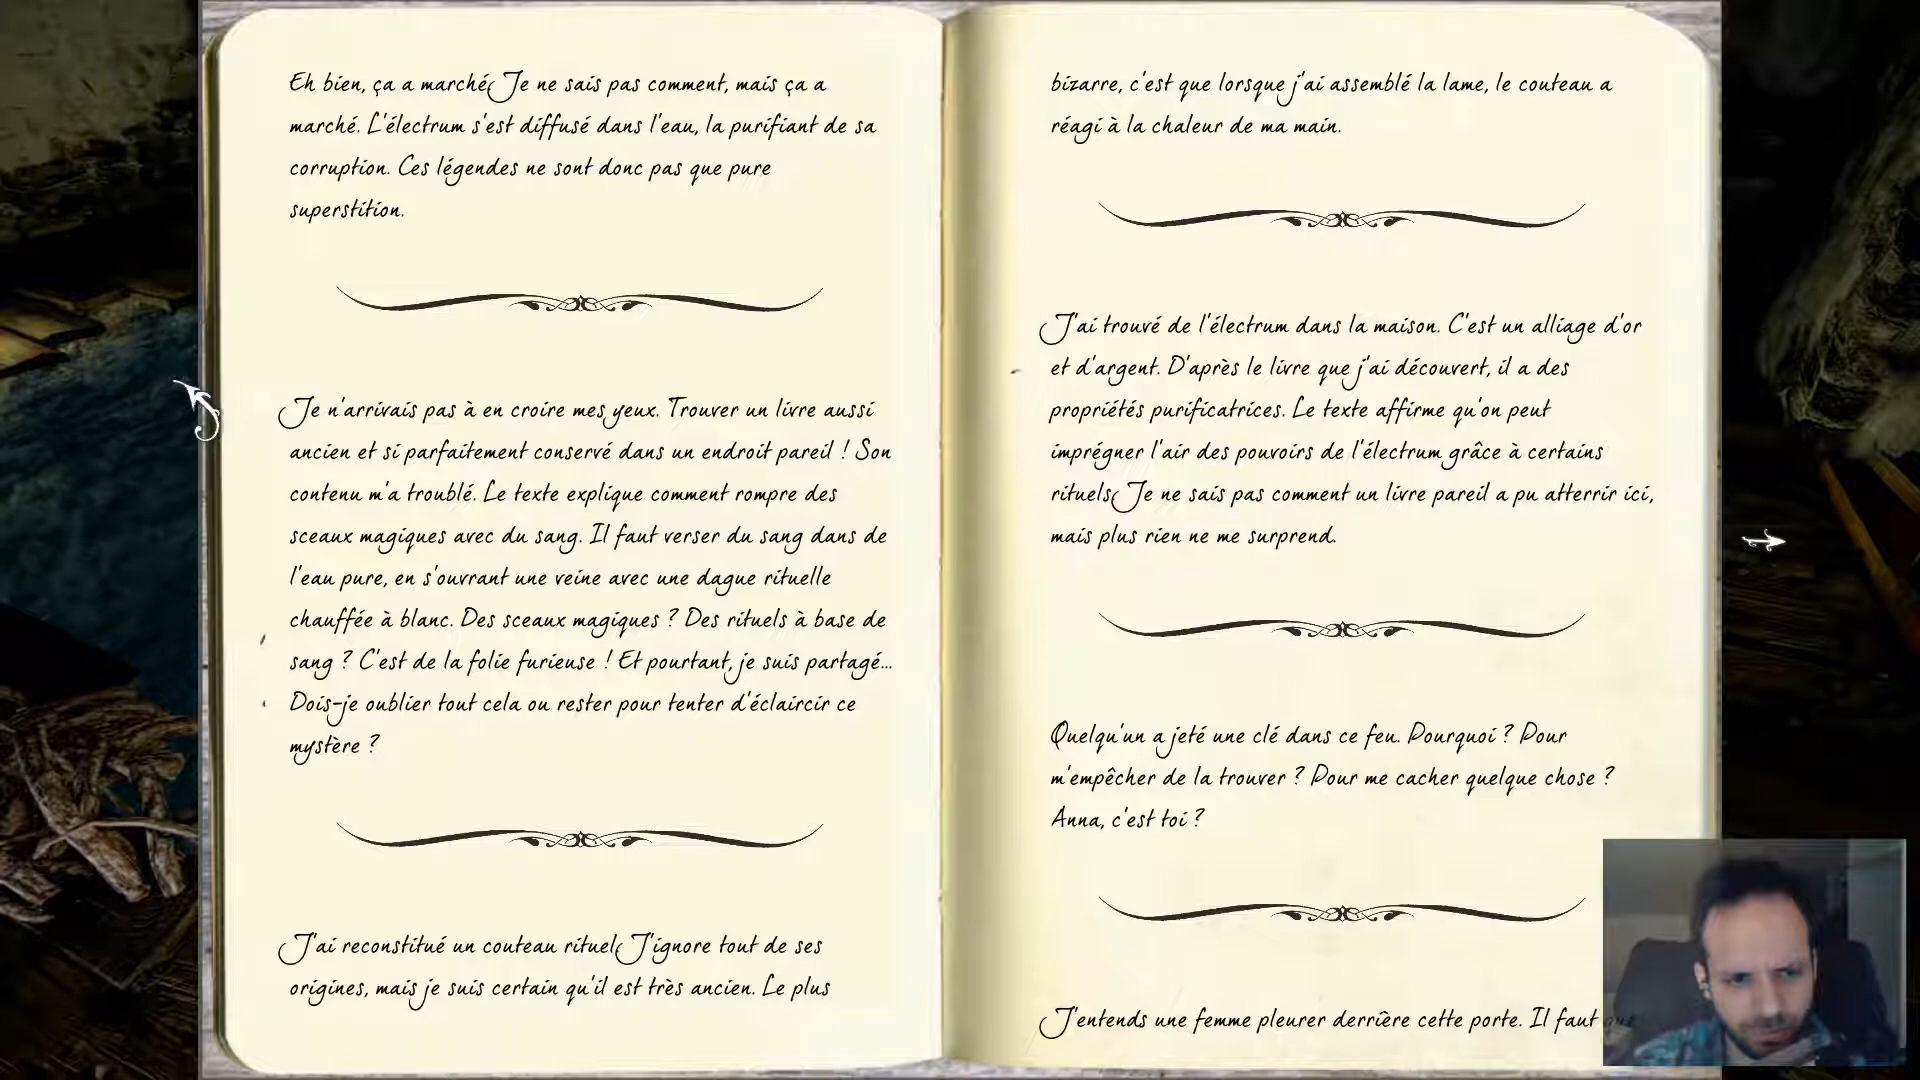 Eh bien, ça a marché. Je ne sais pas comment, mais ça a
marché. L'électrum s'est diffusé dans l'eau, la purifiant de sa
corruption. Ces légendes ne sont donc pas que pure
superstition.
Je n'arrivais pas à en croire mes yeux. Trouver un livre aussi
ancien et si parfaitement conservé dans un endroit pareil ! Son
contenu m'a troublé. Le texte explique comment rompre des
sceaux magiques avec du sang. Il faut verser du sang dans de
l'eau pure, en s'ouvrant une veine avec une dague rituelle
chauffée à blanc. Des sceaux magiques ? Des rituels à base de
sang ? C'est de la folie furieuse ! Et pourtant, je suis partagé...
Dois-je oublier tout cela ou rester pour tenter d'éclaircir ce
mystère ?
J'ai reconstitué un couteau rituel. J'ignore tout de ses
origines, mais je suis certain qu'il est très ancien. Le plus
bizarre, c'est que lorsque j'ai assemblé la lame, le couteau a
réagi à la chaleur de ma main.
J'ai trouvé de l'électrum dans la maison. C'est un alliage d'or
et d'argent. D'après le livre que j'ai découvert, il a des
propriétés purificatrices. Le texte affirme qu'on peut
imprégner l'air des pouvoirs de l'électrum grâce à certains
rituels. Je ne sais pas comment un livre pareil a pu atterrir ici,
mais plus rien ne me surprend.
Quelqu'un a jeté une clé dans ce feu. Pourquoi ? Pour
m'empêcher de la trouver ? Pour me cacher quelque chose ?
Anna, c'est toi ?
J'entends une femme pleurer derrière cette porte. Il faut que